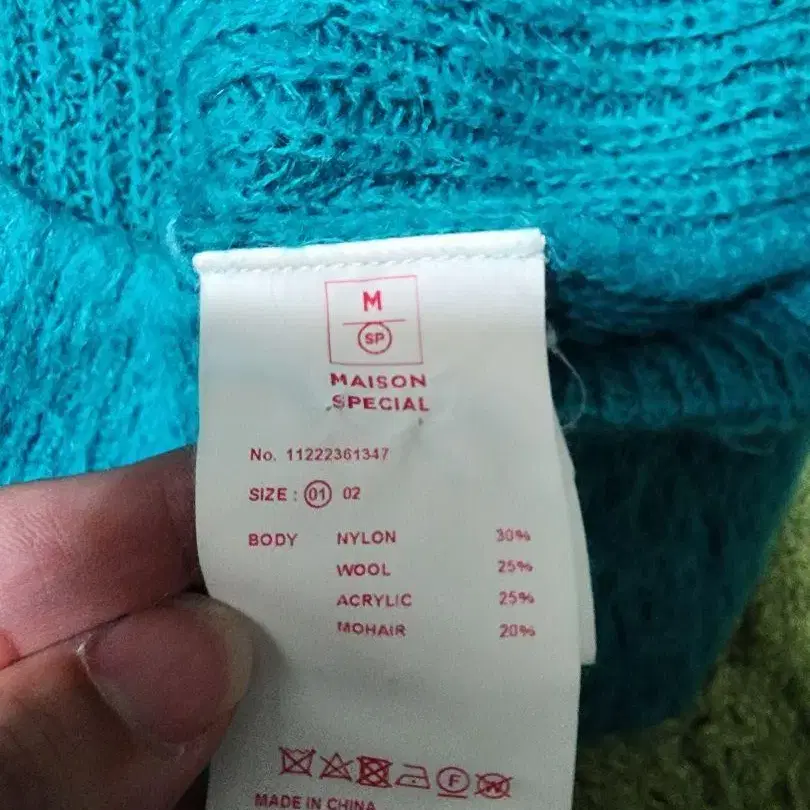 M
SP
MAISON
SPECIAL
No. 11222361347
SIZE : 01 02
BODY NYLON 30%
WOOL 25%
ACRYLIC 25%
MOHAIR 20%
F W
MADE IN CHINA